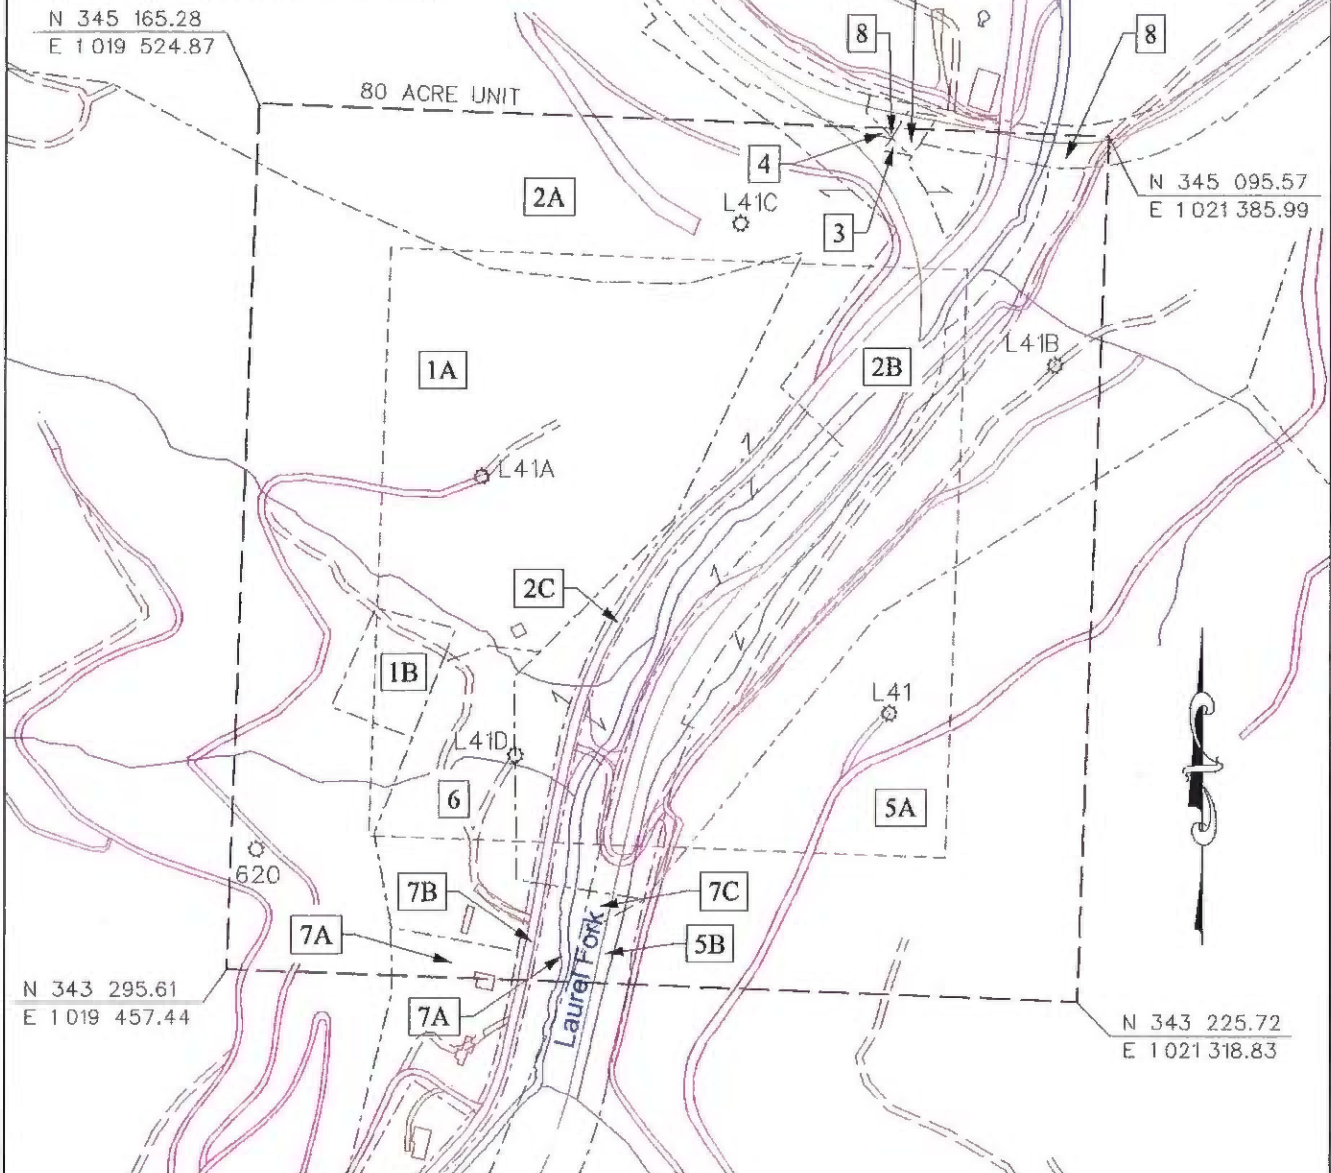 N 345 165.28
E 1 019 524.87
8
8
80 ACRE UNIT
4
2A
L41C
3
N 345 095.57
E 1 021 385.99
L41B
1A
2B
L41A
2C
1B
L41
L41D
6
5A
620
7B
7C
7A
5B
Laurel Fork
N 343 295.61
E 1 019 457.44
7A
N 343 225.72
E 1 021 318.83